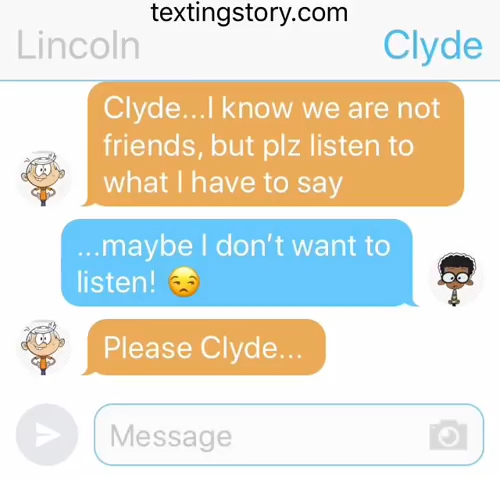 textingstory.com
Lincoln
Clyde
Clyde...I know we are not
friends, but plz listen to
what I have to say
...maybe I don’t want to
listen! 😒
Please Clyde...
Message